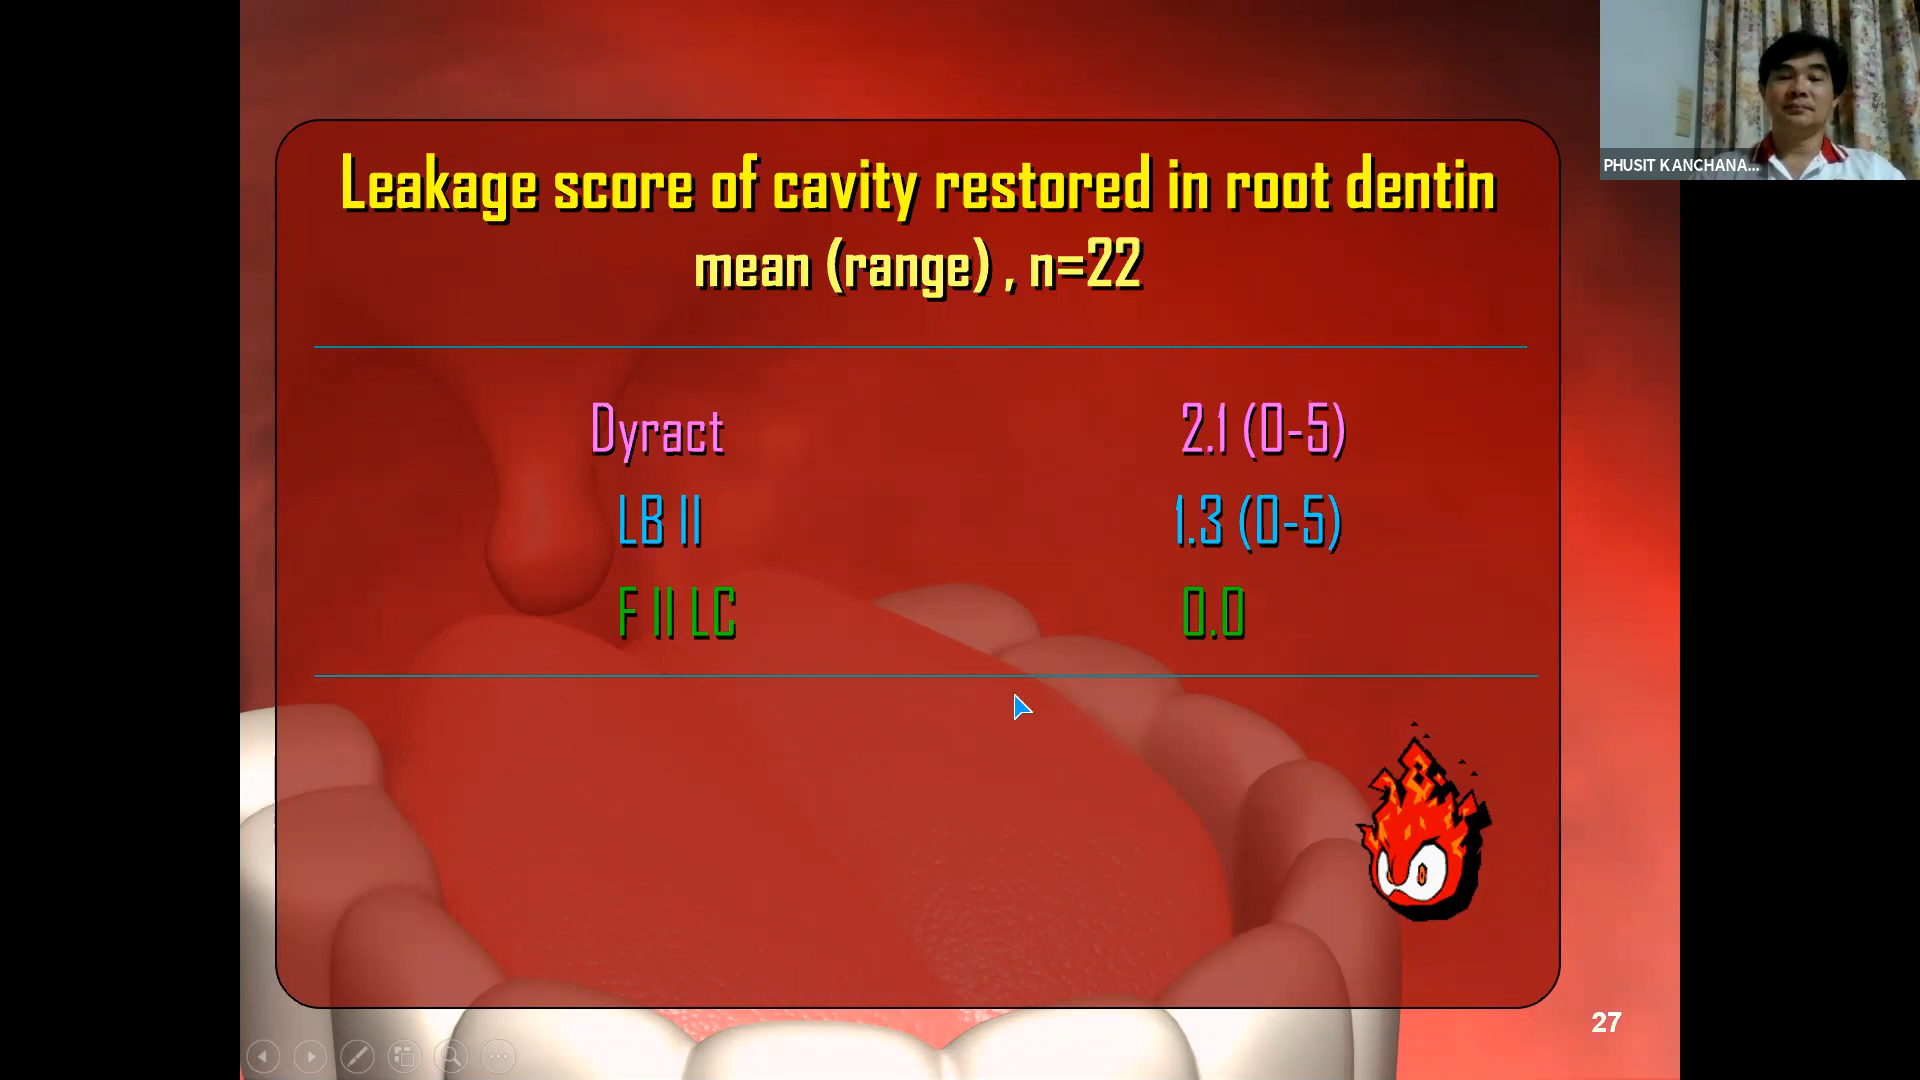 PHUSIT KANCHANA...
Leakage score of cavity restored in root dentin
mean (range) , n=22
Dyract 2.1 (0-5)
LB II 1.3 (0-5)
F II LC 0.0
27